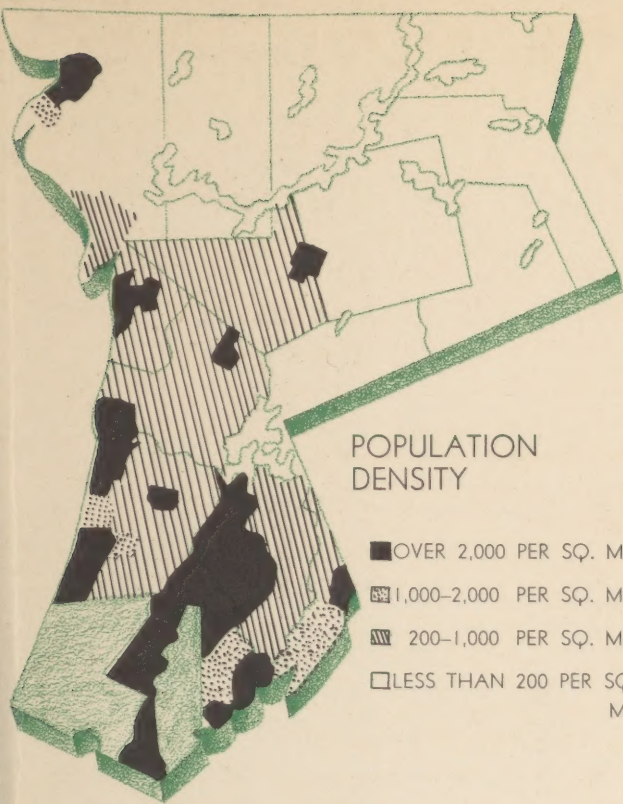 POPULATION
DENSITY
OVER 2,000 PER SQ. M
1,000–2,000 PER SQ. M
200–1,000 PER SQ. M
LESS THAN 200 PER SQ
M